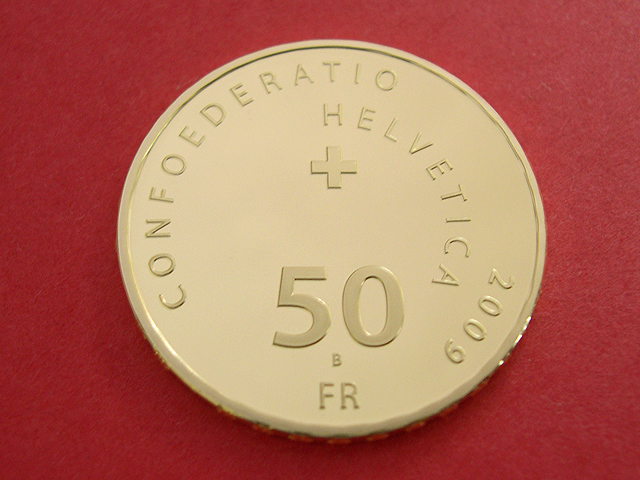 CONFOEDERATIO
HELVETICA
2009
50
B
FR